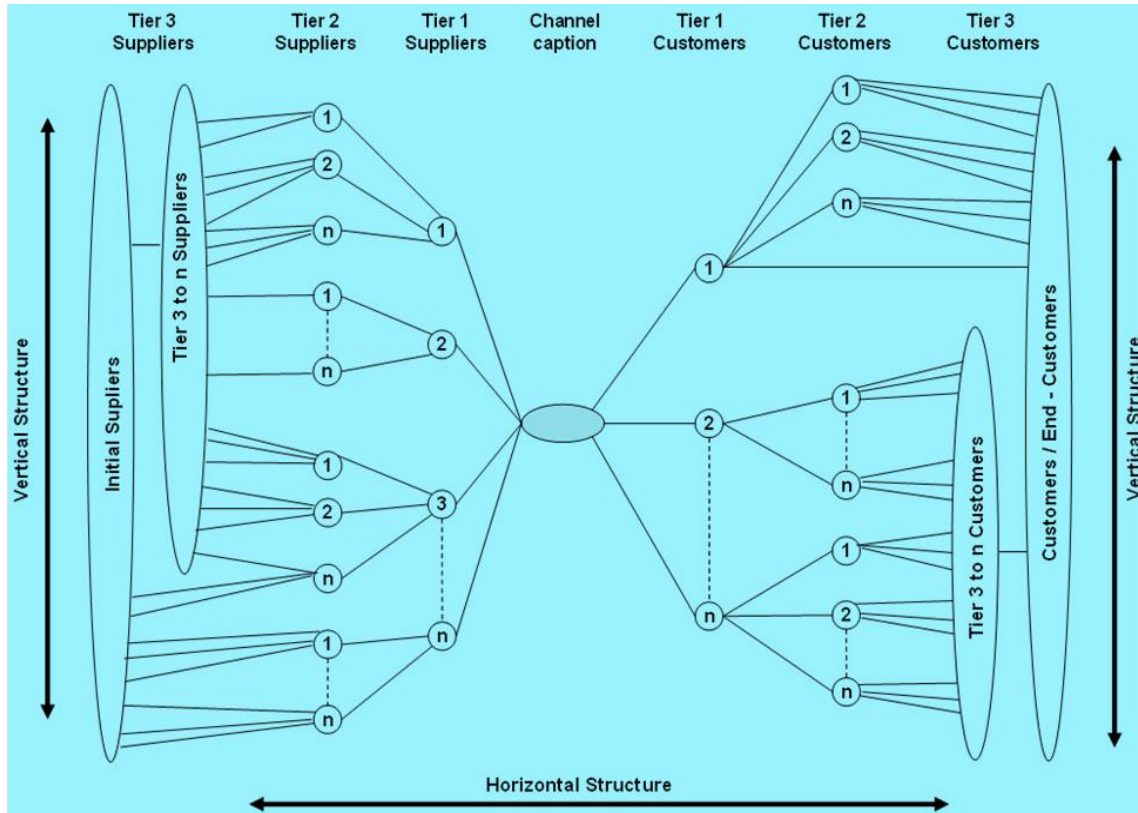 Tier 3
Suppliers
Tier 2
Suppliers
Tier 1
Suppliers
Channel
caption
Tier 1
Customers
Tier 2
Customers
Tier 3
Customers
Vertical Structure
Initial Supliers
Tier 3 to n Suppliers
1
2
n
1
n
1
2
n
1
n
1
2
3
n
1
2
n
1
2
n
1
n
1
2
n
Tier 3 to n Customers
Customers / End - Customers
Vertical Structure
Horizontal Structure